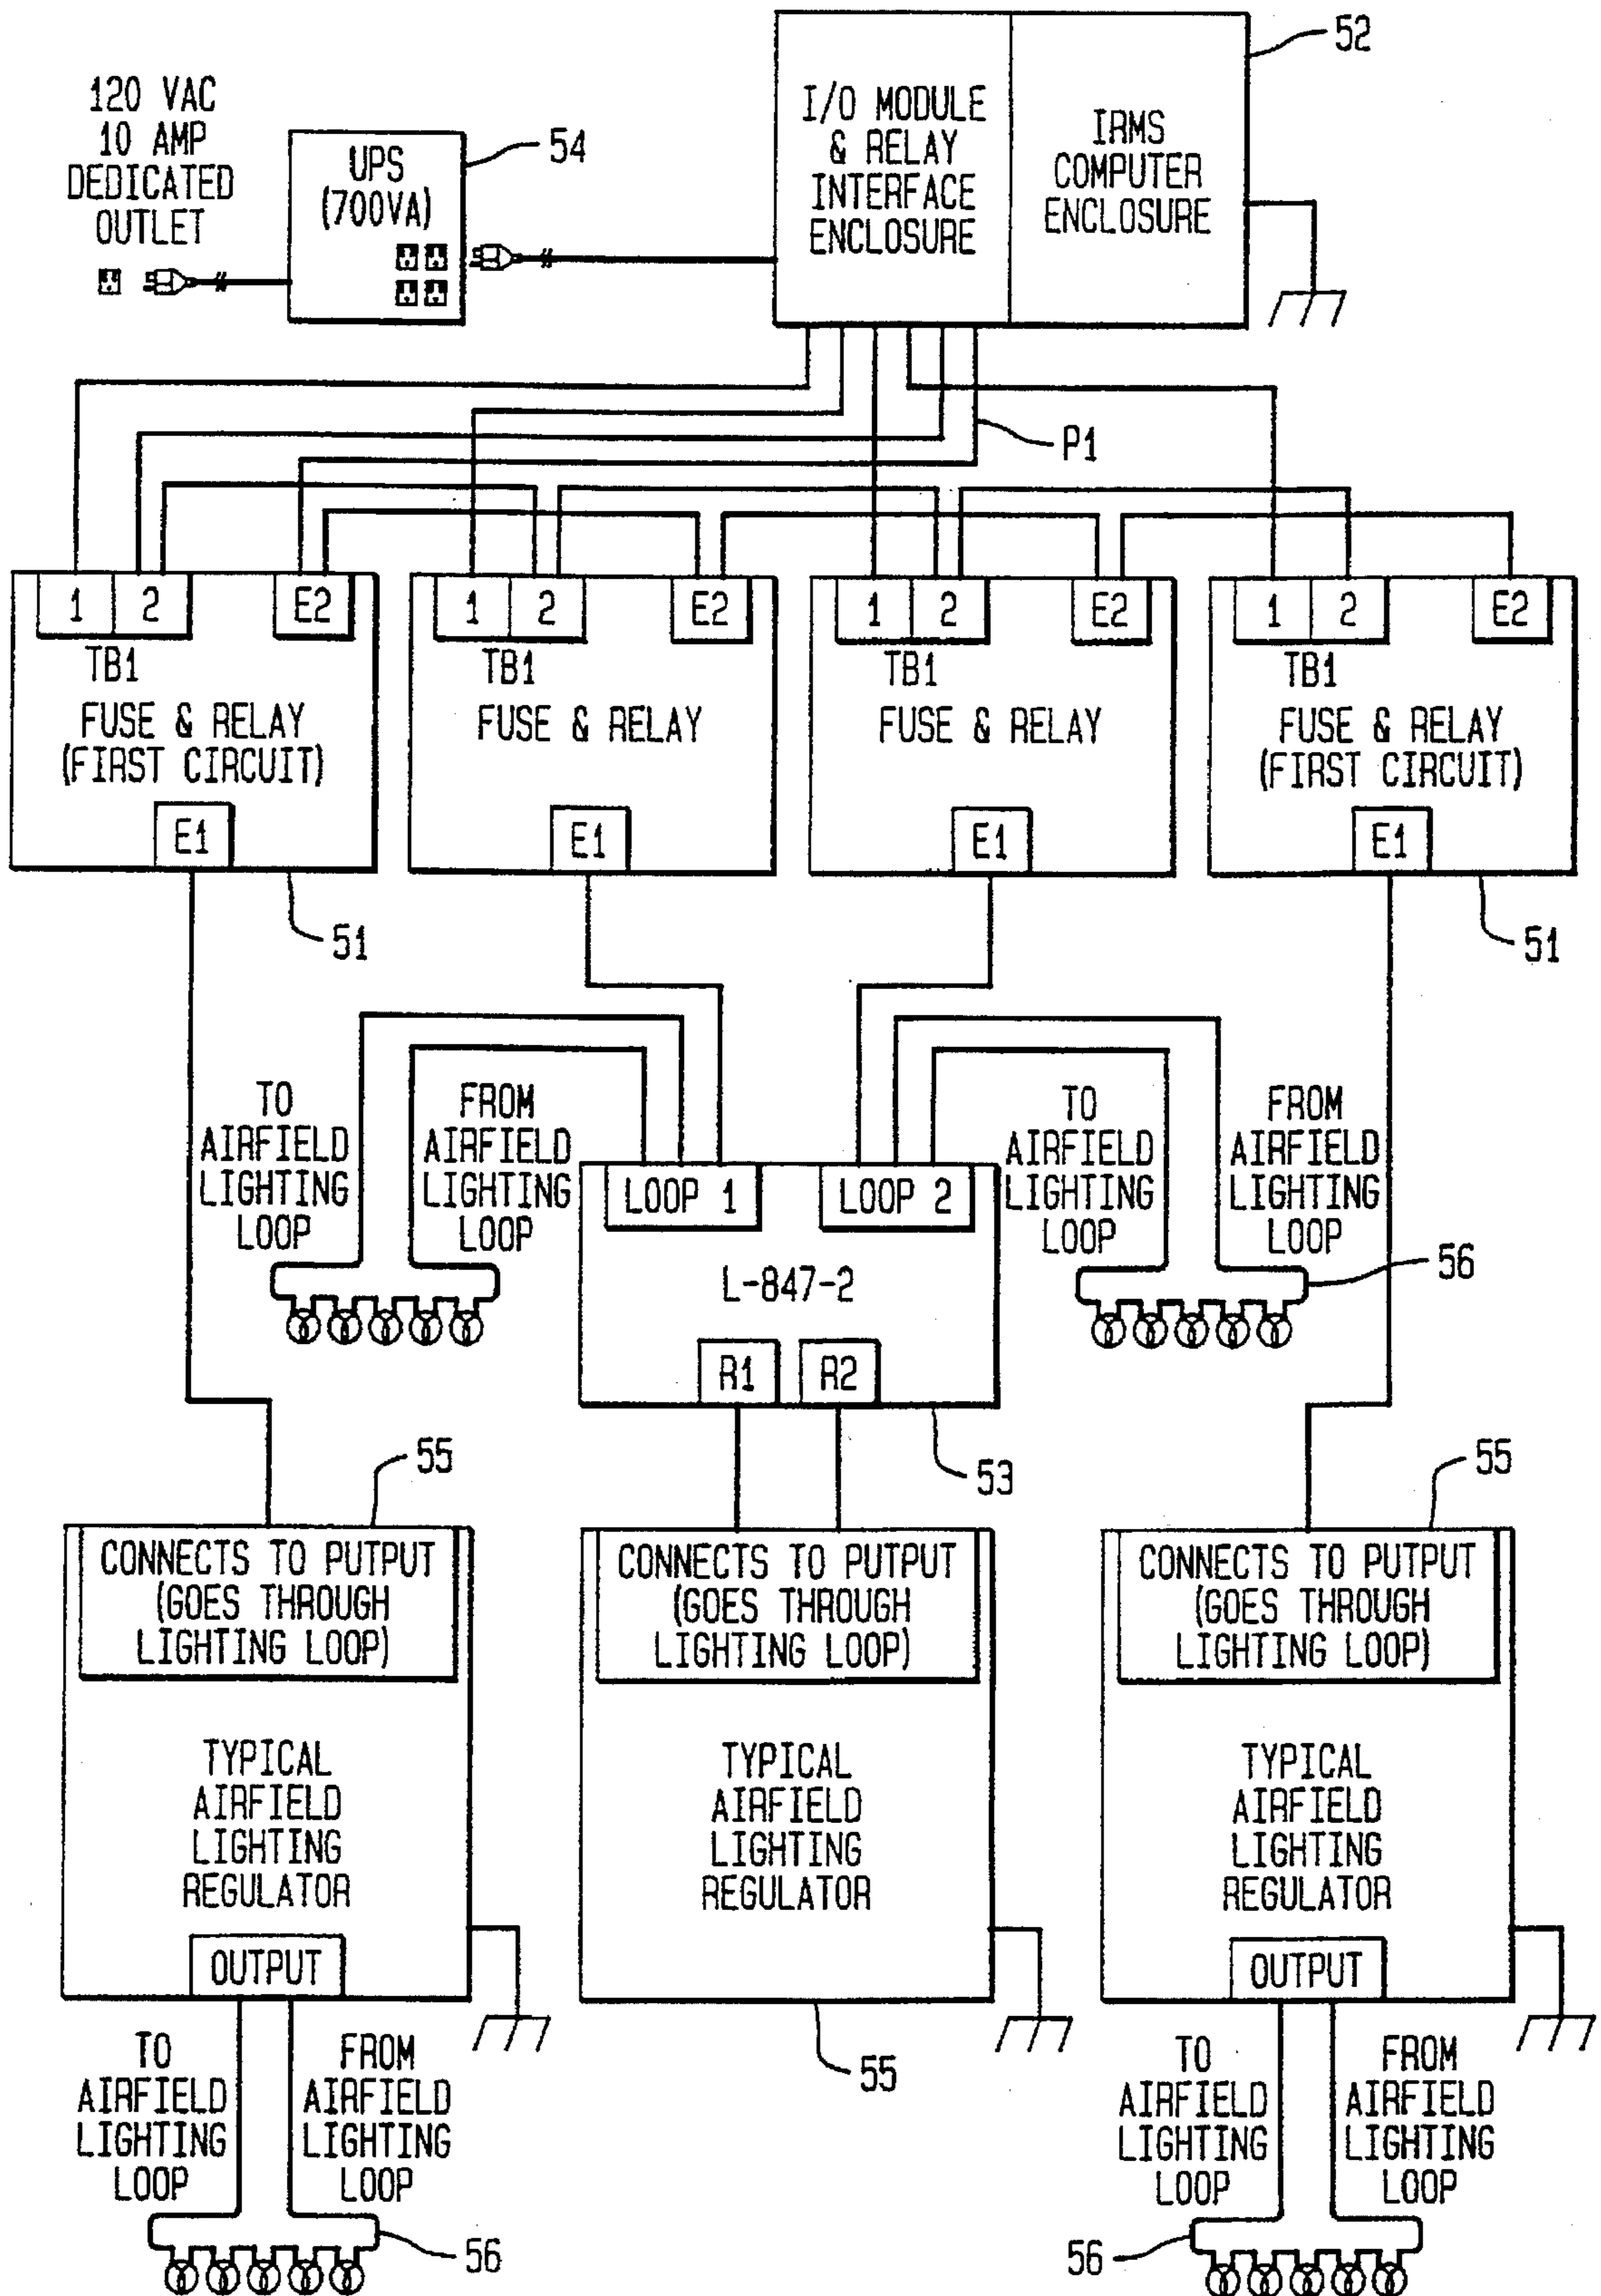 52
120 VAC
10 AMP
DEDICATED
OUTLET
UPS
(700VA)
54
I/O MODULE
& RELAY
INTERFACE
ENCLOSURE
IRMS
COMPUTER
ENCLOSURE
P1
1
2
E2
TB1
FUSE & RELAY
(FIRST CIRCUIT)
E1
51
1
2
E2
TB1
FUSE & RELAY
E1
1
2
E2
TB1
FUSE & RELAY
E1
1
2
E2
TB1
FUSE & RELAY
(FIRST CIRCUIT)
E1
51
TO
AIRFIELD
LIGHTING
LOOP
FROM
AIRFIELD
LIGHTING
LOOP
LOOP 1
LOOP 2
L-847-2
R1
R2
53
TO
AIRFIELD
LIGHTING
LOOP
FROM
AIRFIELD
LIGHTING
LOOP
56
55
CONNECTS TO PUTPUT
(GOES THROUGH
LIGHTING LOOP)
TYPICAL
AIRFIELD
LIGHTING
REGULATOR
OUTPUT
CONNECTS TO PUTPUT
(GOES THROUGH
LIGHTING LOOP)
TYPICAL
AIRFIELD
LIGHTING
REGULATOR
55
55
CONNECTS TO PUTPUT
(GOES THROUGH
LIGHTING LOOP)
TYPICAL
AIRFIELD
LIGHTING
REGULATOR
OUTPUT
TO
AIRFIELD
LIGHTING
LOOP
FROM
AIRFIELD
LIGHTING
LOOP
56
TO
AIRFIELD
LIGHTING
LOOP
FROM
AIRFIELD
LIGHTING
LOOP
56